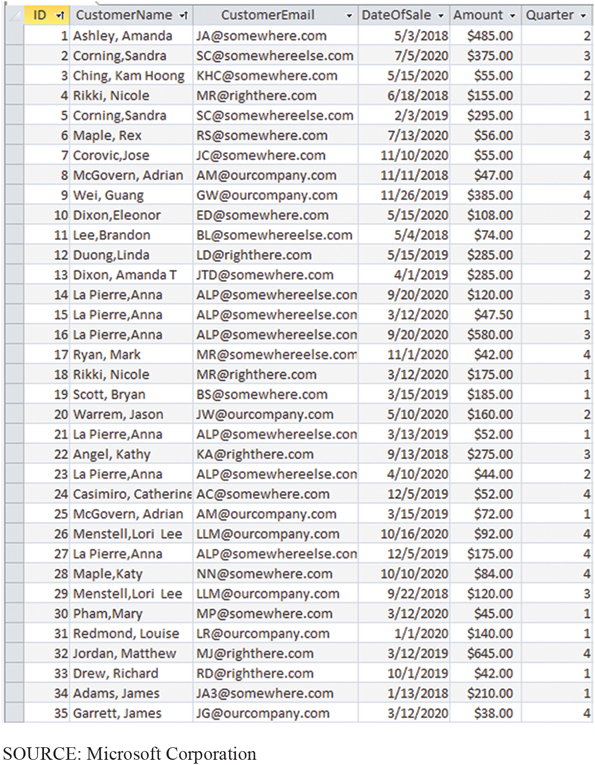 ID CustomerName CustomerEmail DateOfSale Amount Quarter
1 Ashley, Amanda JA@somewhere.com 5/3/2018 $485.00 2
2 Corning,Sandra SC@somewhereelse.com 7/5/2020 $375.00 3
3 Ching, Kam Hoong KHC@somewhere.com 5/15/2020 $55.00 2
4 Rikki, Nicole MR@righthere.com 6/18/2018 $155.00 2
5 Corning,Sandra SC@somewhereelse.com 2/3/2019 $295.00 1
6 Maple, Rex RS@somewhere.com 7/13/2020 $56.00 3
7 Corovic,Jose JC@somewhere.com 11/10/2020 $55.00 4
8 McGovern, Adrian AM@ourcompany.com 11/11/2018 $47.00 4
9 Wei, Guang GW@ourcompany.com 11/26/2019 $385.00 4
10 Dixon,Eleonor ED@somewhere.com 5/15/2020 $108.00 2
11 Lee,Brandon BL@somewhereelse.com 5/4/2018 $74.00 2
12 Duong,Linda LD@righthere.com 5/15/2019 $285.00 2
13 Dixon, Amanda T JTD@somewhere.com 4/1/2019 $285.00 2
14 La Pierre,Anna ALP@somewhereelse.con 9/20/2020 $120.00 3
15 La Pierre,Anna ALP@somewhereelse.con 3/12/2020 $47.50 1
16 La Pierre,Anna ALP@somewhereelse.con 9/20/2020 $580.00 3
17 Ryan, Mark MR@somewhereelse.com 11/1/2020 $42.00 4
18 Rikki, Nicole MR@righthere.com 3/12/2020 $175.00 1
19 Scott, Bryan BS@somewhere.com 3/15/2019 $185.00 1
20 Warrem, Jason JW@ourcompany.com 5/10/2020 $160.00 2
21 La Pierre,Anna ALP@somewhereelse.con 3/13/2019 $52.00 1
22 Angel, Kathy KA@righthere.com 9/13/2018 $275.00 3
23 La Pierre,Anna ALP@somewhereelse.con 4/10/2020 $44.00 2
24 Casimiro, Catherine AC@somewhere.com 12/5/2019 $52.00 4
25 McGovern, Adrian AM@ourcompany.com 3/15/2019 $72.00 1
26 Menstell,Lori Lee LLM@ourcompany.com 10/16/2020 $92.00 4
27 La Pierre,Anna ALP@somewhereelse.con 12/5/2019 $175.00 4
28 Maple,Katy NN@somewhere.com 10/10/2020 $84.00 4
29 Menstell,Lori Lee LLM@ourcompany.com 9/22/2018 $120.00 3
30 Pham,Mary MP@somewhere.com 3/12/2020 $45.00 1
31 Redmond, Louise LR@ourcompany.com 1/1/2020 $140.00 1
32 Jordan, Matthew MJ@righthere.com 3/12/2019 $645.00 4
33 Drew, Richard RD@righthere.com 10/1/2019 $42.00 1
34 Adams, James JA3@somewhere.com 1/13/2018 $210.00 1
35 Garrett, James JG@ourcompany.com 3/12/2020 $38.00 4
SOURCE: Microsoft Corporation